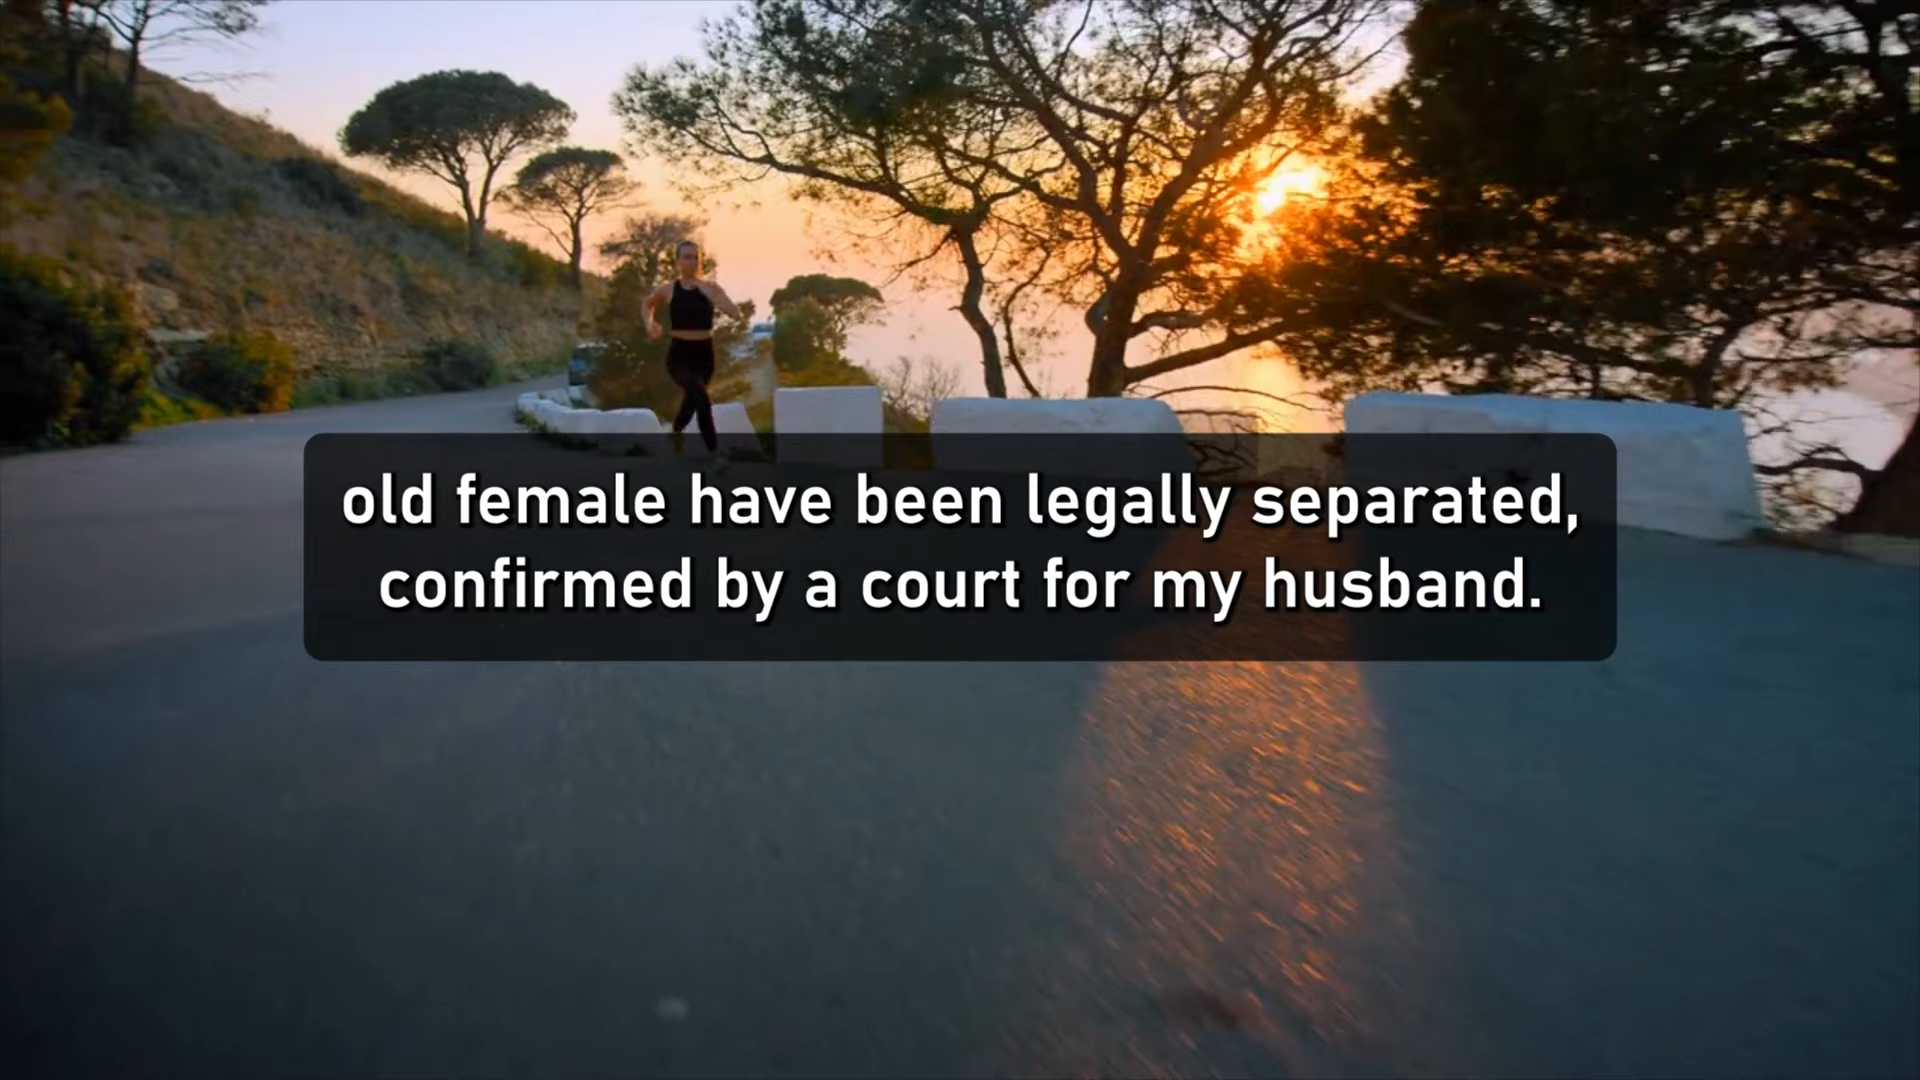 old female have been legally separated,
confirmed by a court for my husband.